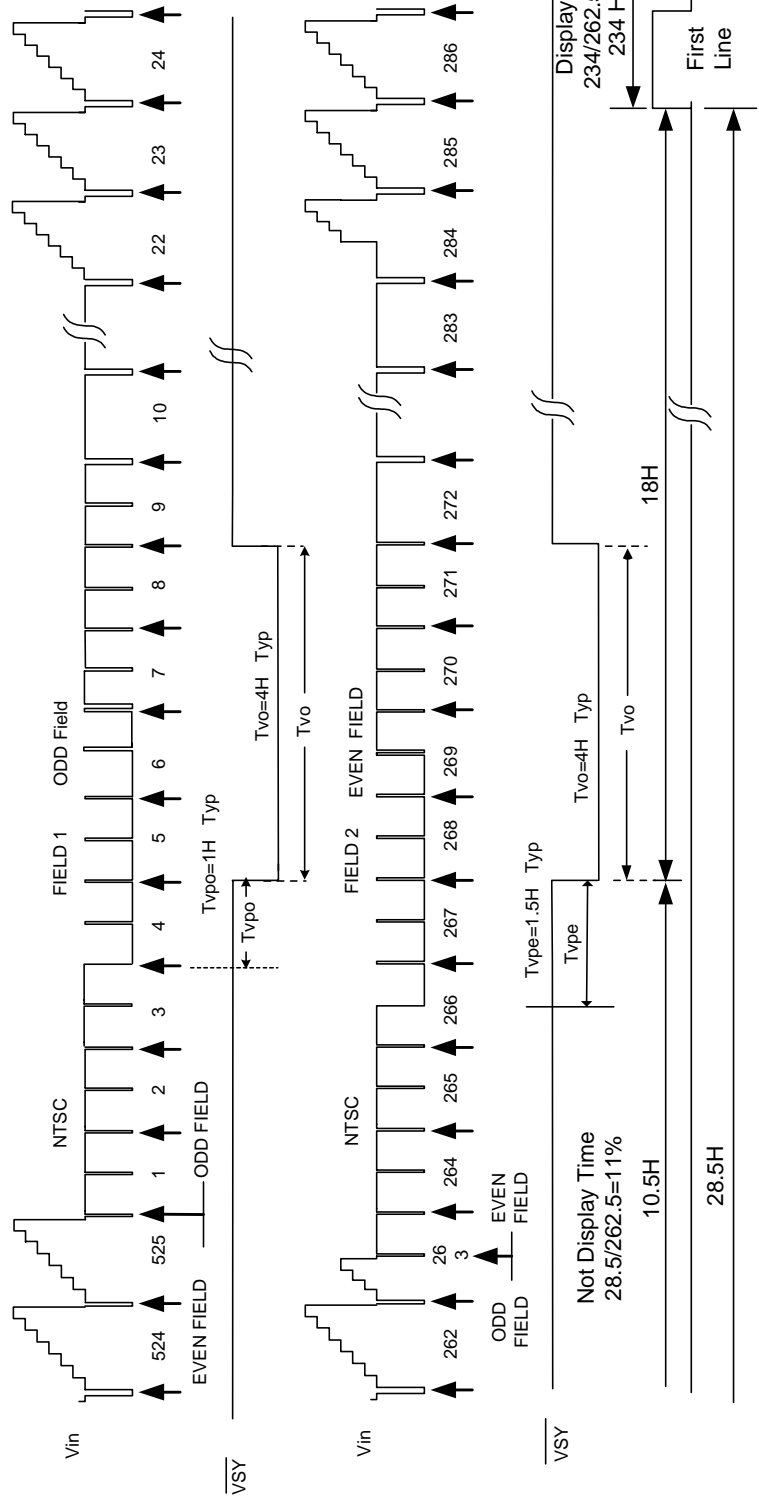 Vin
524
525
1
2
3
4
5
6
7
8
9
10
22
23
24
NTSC
FIELD 1
ODD Field
EVEN FIELD
ODD FIELD
VSY
Tvpo=1H Typ
Tvpo
Tvo=4H Typ
Tvo
Vin
262
26
3
264
265
266
267
268
269
270
271
272
283
284
285
286
NTSC
FIELD 2
EVEN FIELD
ODD
FIELD
EVEN
FIELD
VSY
Tvpe=1.5H Typ
Tvpe
Tvo=4H Typ
Tvo
Not Display Time
28.5/262.5=11%
10.5H
18H
28.5H
Display
234/262.5
234 H
First
Line